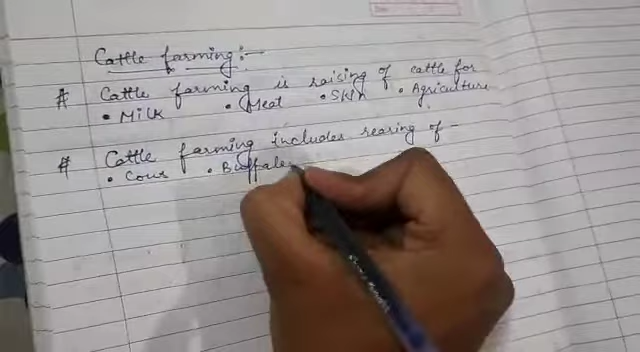 Cattle farming:-
# Cattle farming is raising of cattle for
• Milk • Meat • Skin • Agriculture
# Cattle farming includes rearing of -
• Cow • Buffale